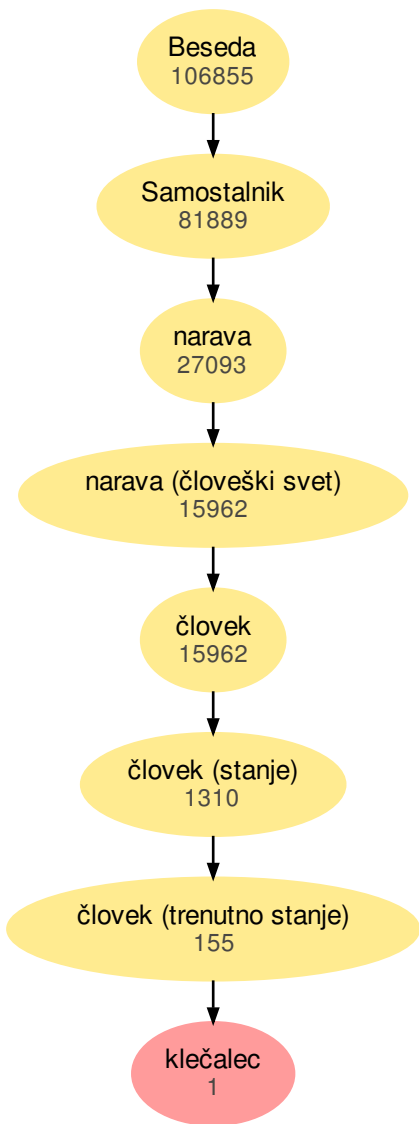 Beseda
106855
Samostalnik
81889
narava
27093
narava (človeški svet)
15962
človek
15962
človek (stanje)
1310
človek (trenutno stanje)
155
klečalec
1